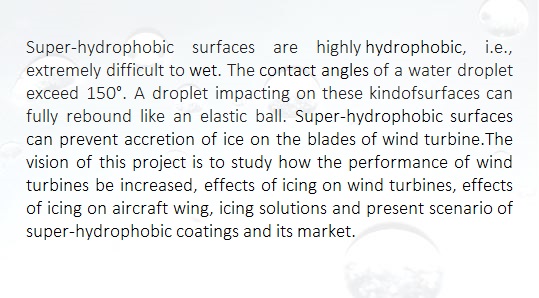 Super-hydrophobic surfaces are highly hydrophobic, i.e.,
extremely difficult to wet. The contact angles of a water droplet
exceed 150°. A droplet impacting on these kindofsurfaces can
fully rebound like an elastic ball. Super-hydrophobic surfaces
can prevent accretion of ice on the blades of wind turbine.The
vision of this project is to study how the performance of wind
turbines be increased, effects of icing on wind turbines, effects
of icing on aircraft wing, icing solutions and present scenario of
super-hydrophobic coatings and its market.